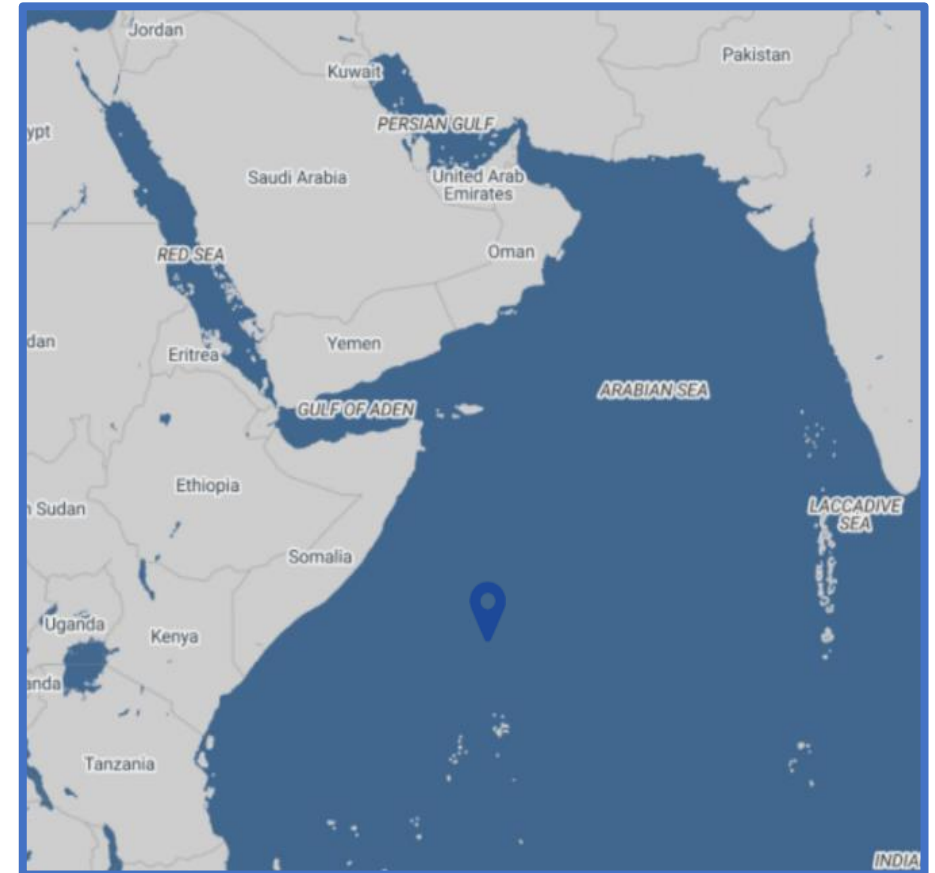 Jordan
Pakistan
Kuwait
PERSIAN GULF
ypt
Saudi Arabia
United Arab
Emirates
RED SEA
Oman
dan
Yemen
Eritrea
ARABIAN SEA
GULF OF ADEN
Ethiopia
n Sudan
LACCADIVE
SEA
Somalia
Uganda
Kenya
anda
Tanzania
INDIA